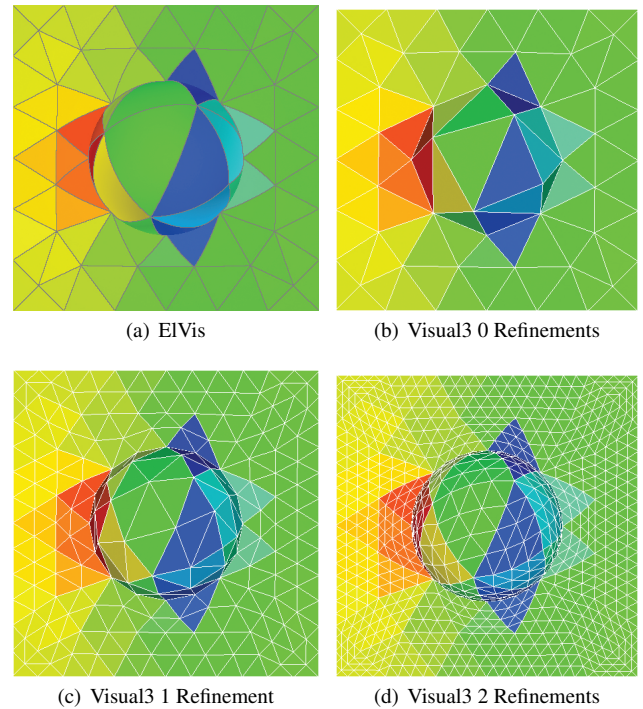 (a) ElVis
(b) Visual3 0 Refinements
(c) Visual3 1 Refinement
(d) Visual3 2 Refinements